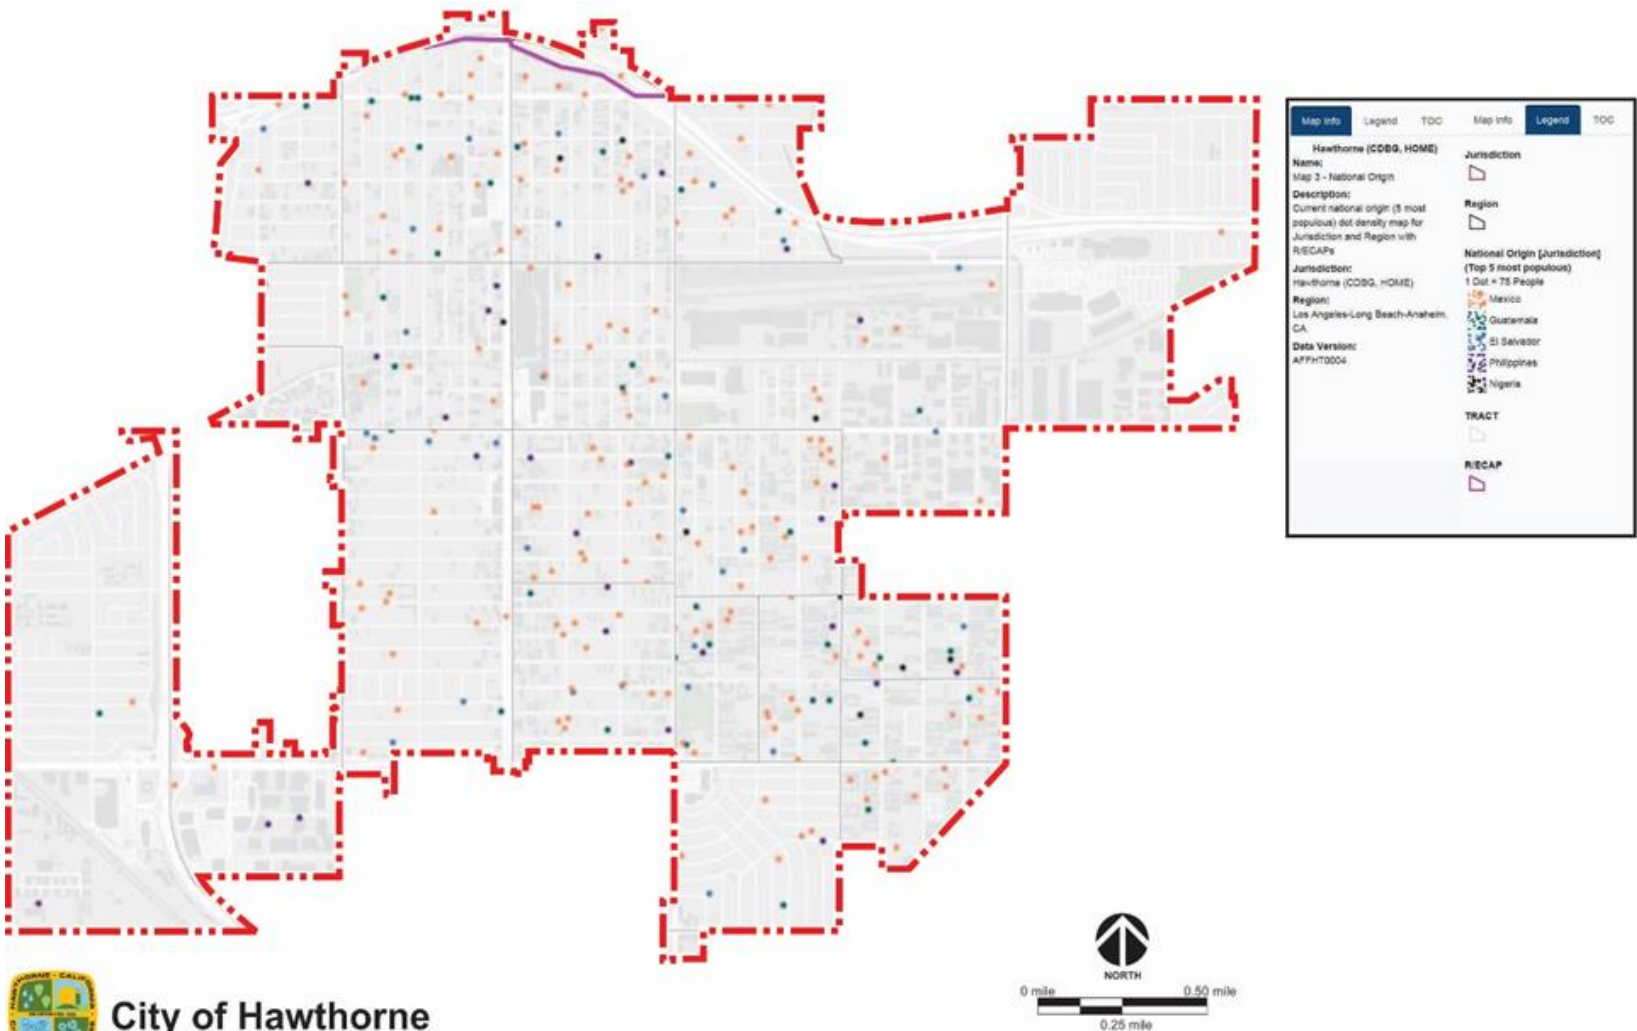 Map Info Legend TOC
Hawthorne (CDBG, HOME)
Name:
Map 3 - National Origin
Description:
Current national origin (5 most
populous) dot density map for
Jurisdiction and Region with
R/ECAPs
Jurisdiction:
Hawthorne (CDBG, HOME)
Region:
Los Angeles-Long Beach-Anaheim,
CA
Data Version:
AFFHT0004
Map Info Legend TOC
Jurisdiction
Region
National Origin [Jurisdiction]
(Top 5 most populous)
1 Dot = 75 People
Mexico
Guatemala
El Salvador
Philippines
Nigeria
TRACT
R/ECAP
NORTH
0 mile 0.50 mile
0.25 mile
City of Hawthorne